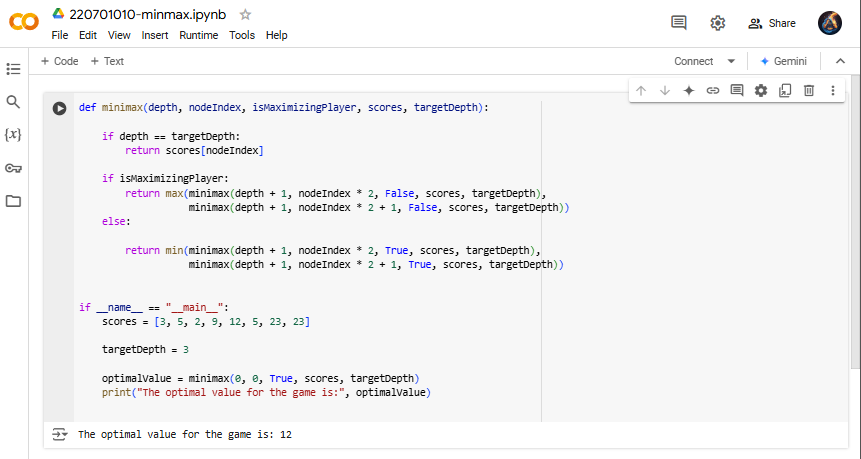 220701010-minmax.ipynb
File Edit View Insert Runtime Tools Help
Share
+ Code + Text
Connect
Gemini
{x}
def minimax(depth, nodeIndex, isMaximizingPlayer, scores, targetDepth):
    if depth == targetDepth:
        return scores[nodeIndex]
    if isMaximizingPlayer:
        return max(minimax(depth + 1, nodeIndex * 2, False, scores, targetDepth),
                   minimax(depth + 1, nodeIndex * 2 + 1, False, scores, targetDepth))
    else:
        return min(minimax(depth + 1, nodeIndex * 2, True, scores, targetDepth),
                   minimax(depth + 1, nodeIndex * 2 + 1, True, scores, targetDepth))
if __name__ == "__main__":
    scores = [3, 5, 2, 9, 12, 5, 23, 23]
    targetDepth = 3
    optimalValue = minimax(0, 0, True, scores, targetDepth)
    print("The optimal value for the game is:", optimalValue)
The optimal value for the game is: 12